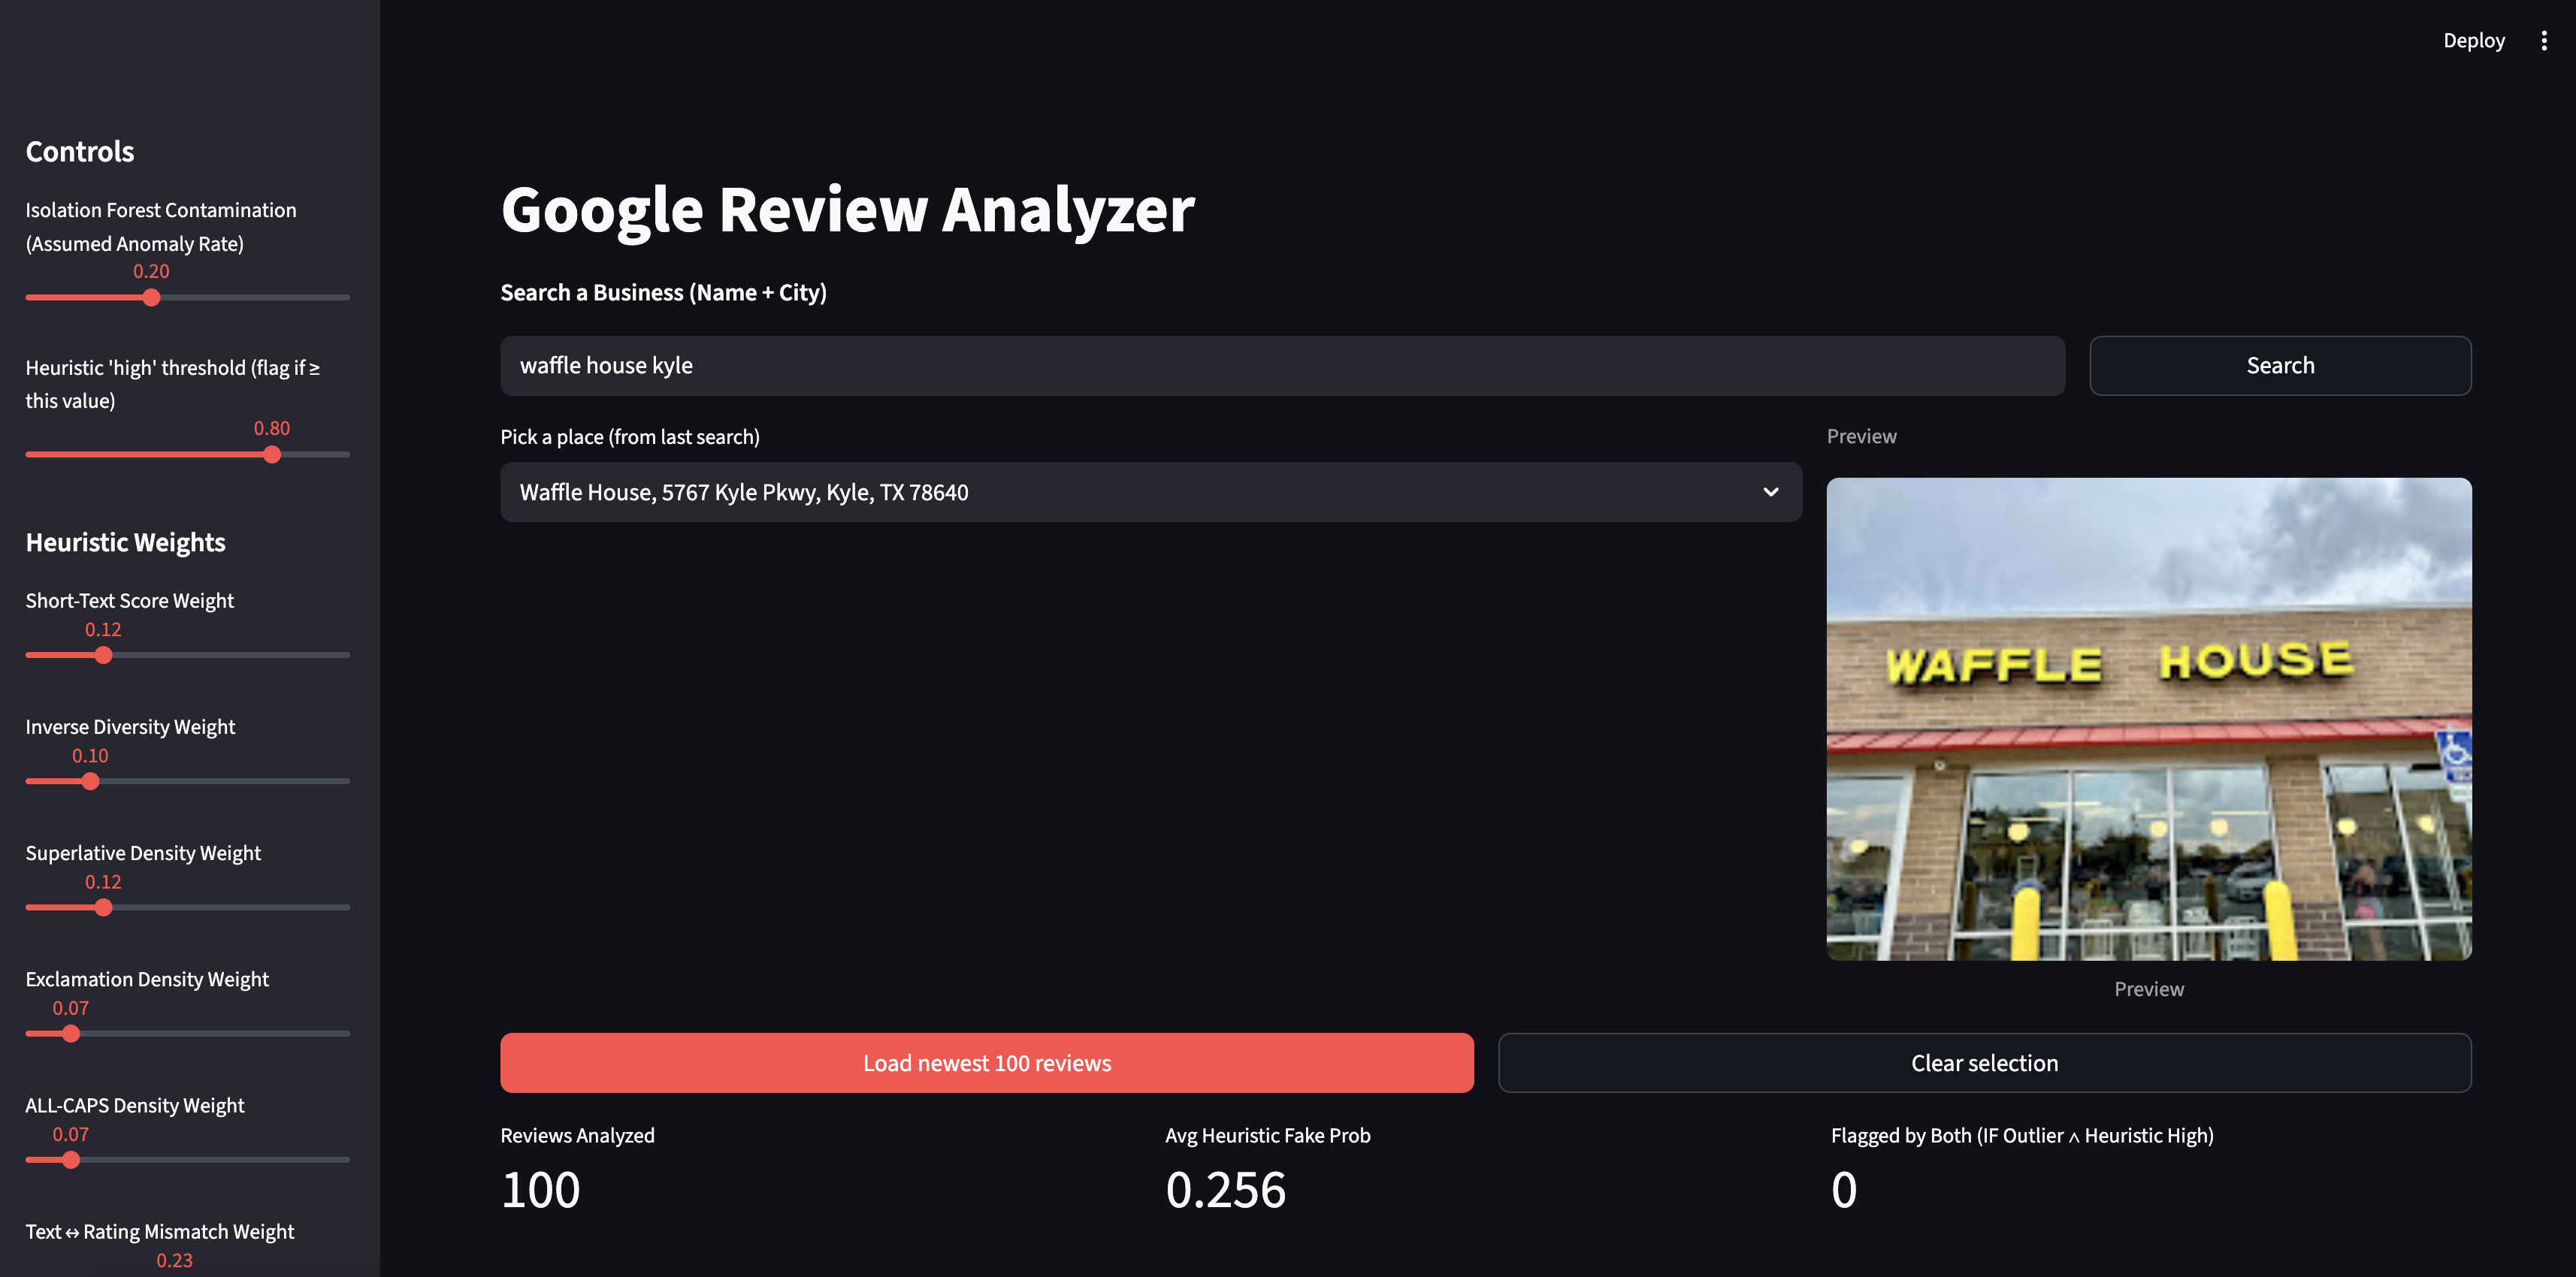 Deploy
Controls
Isolation Forest Contamination
(Assumed Anomaly Rate)
0.20
Heuristic 'high' threshold (flag if ≥
this value)
0.80
Heuristic Weights
Short-Text Score Weight
0.12
Inverse Diversity Weight
0.10
Superlative Density Weight
0.12
Exclamation Density Weight
0.07
ALL-CAPS Density Weight
0.07
Text ↔ Rating Mismatch Weight
0.23
Google Review Analyzer
Search a Business (Name + City)
waffle house kyle
Search
Pick a place (from last search)
Waffle House, 5767 Kyle Pkwy, Kyle, TX 78640
Preview
WAFFLE HOUSE
Preview
Load newest 100 reviews
Clear selection
Reviews Analyzed
100
Avg Heuristic Fake Prob
0.256
Flagged by Both (IF Outlier ∧ Heuristic High)
0